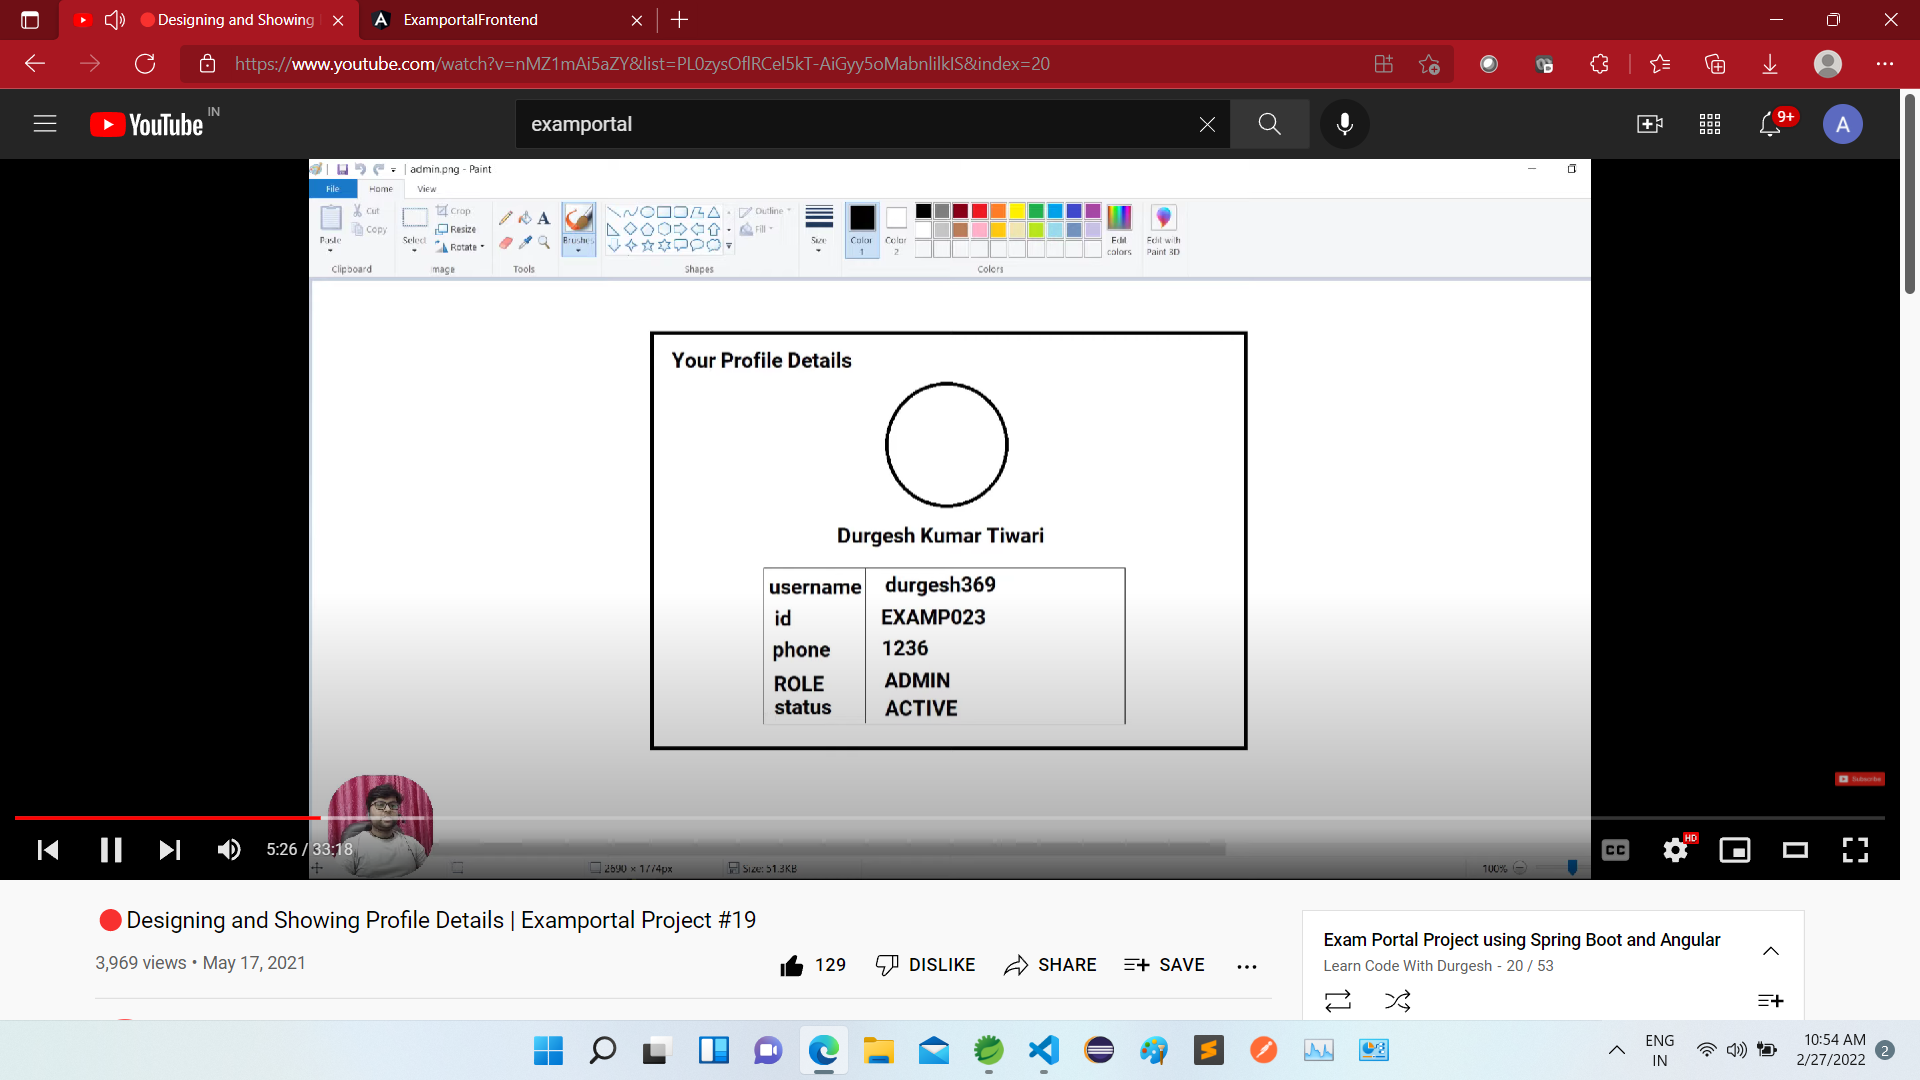 Designing and Showing
ExamportalFrontend
https://www.youtube.com/watch?v=nMZ1mAi5aZY&list=PL0zysOflRCel5kT-AiGyy5oMabnlilkIS&index=20
YouTube IN
examportal
9+
A
admin.png - Paint
File Home View
Cut
Copy
Paste
Clipboard
Crop
Resize
Rotate
Select
Image
A
Tools
Brushes
Shapes
Outline
Fill
Size
Color 1
Color 2
Edit colors
Edit with Paint 3D
Colors
Your Profile Details
Durgesh Kumar Tiwari
username durgesh369
id EXAMP023
phone 1236
ROLE ADMIN
status ACTIVE
Subscribe
5:26 / 33:18
CC
HD
2690 × 1774px
Size: 51.3KB
100%
Designing and Showing Profile Details | Examportal Project #19
3,969 views • May 17, 2021
129 DISLIKE SHARE SAVE
Exam Portal Project using Spring Boot and Angular
Learn Code With Durgesh - 20 / 53
ENG
IN
10:54 AM
2/27/2022
2